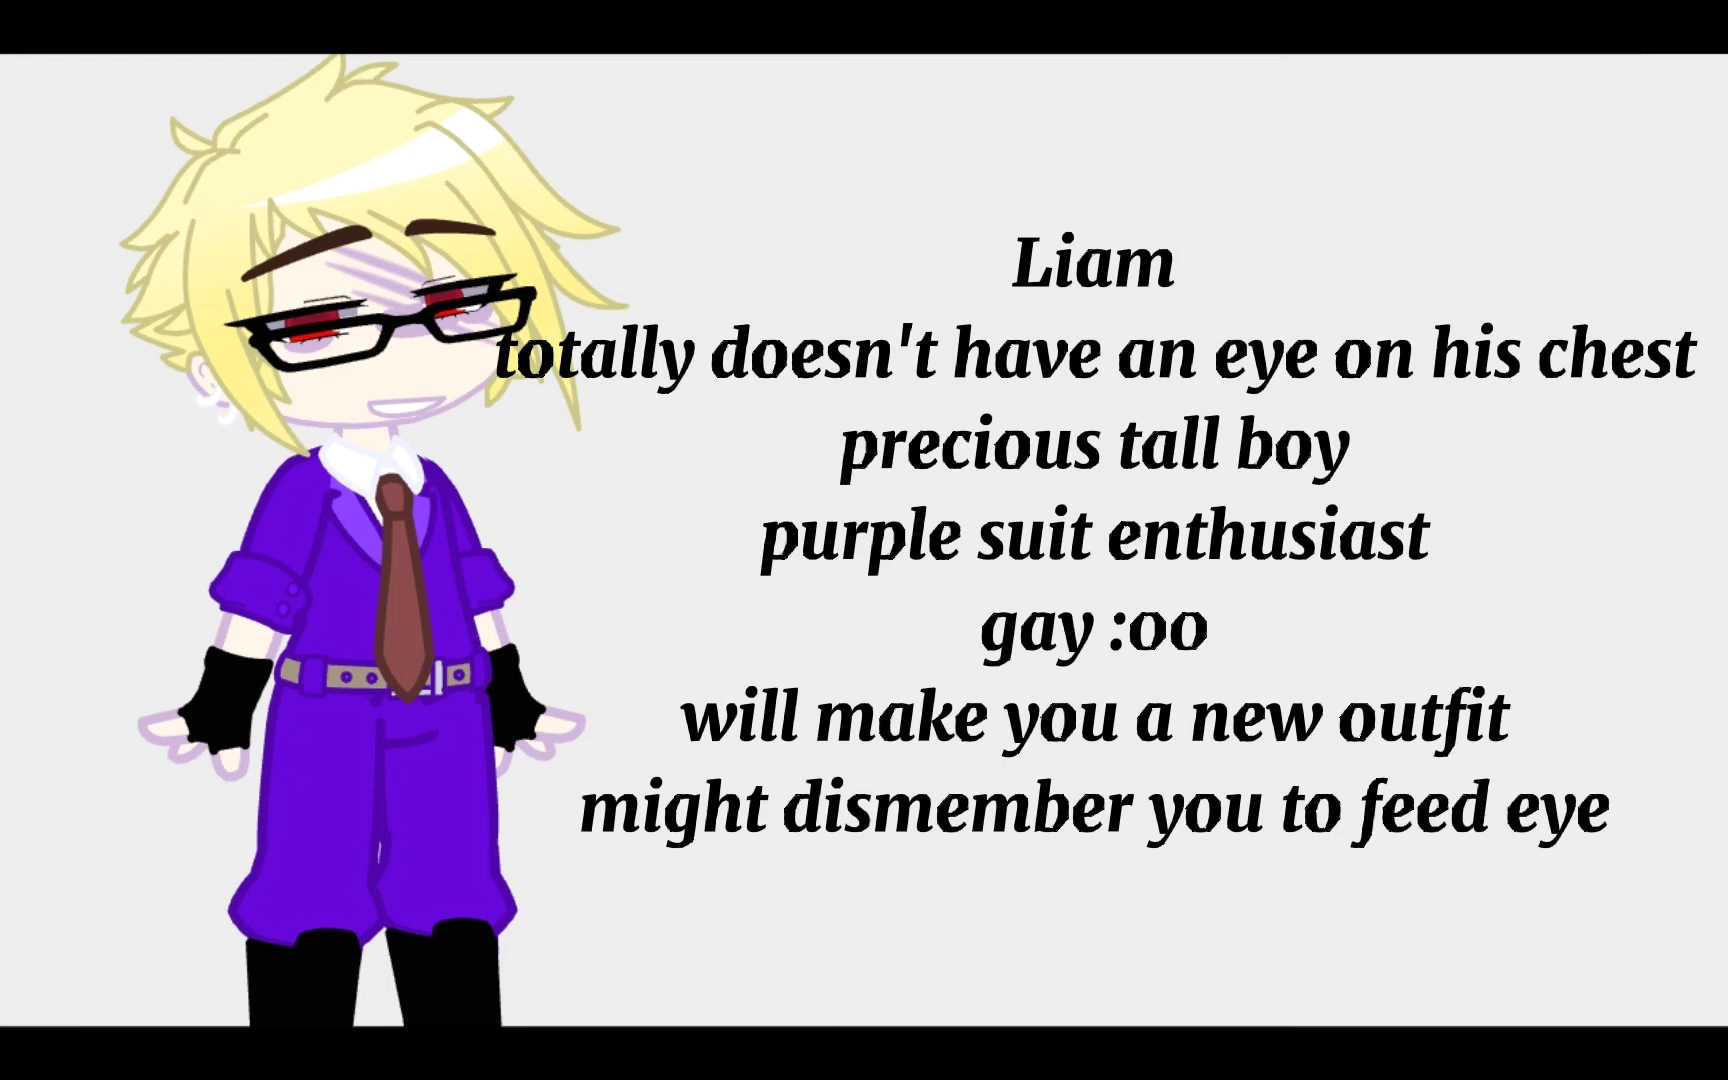 Liam
totally doesn't have an eye on his chest
precious tall boy
purple suit enthusiast
gay :oo
will make you a new outfit
might dismember you to feed eye